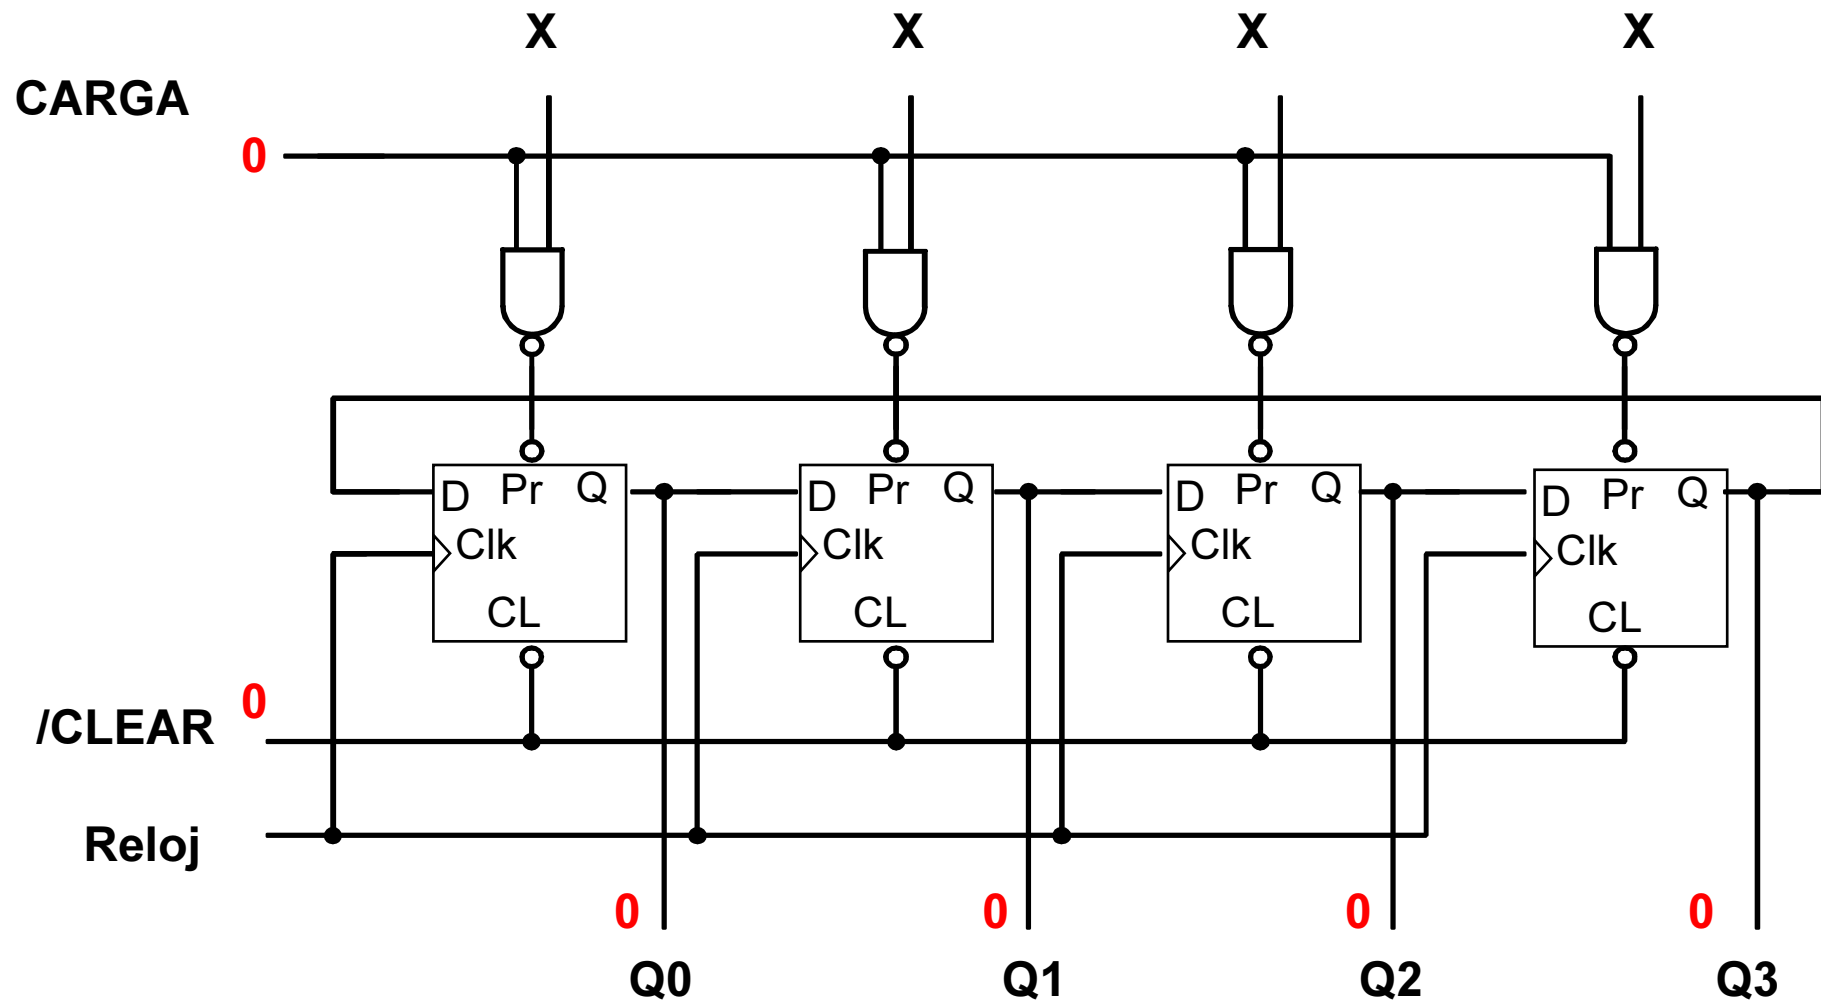 X X X X
CARGA
0
D Pr Q D Pr Q D Pr Q D Pr Q
Clk Clk Clk Clk
CL CL CL CL
0
/CLEAR
Reloj
0 0 0 0
Q0 Q1 Q2 Q3